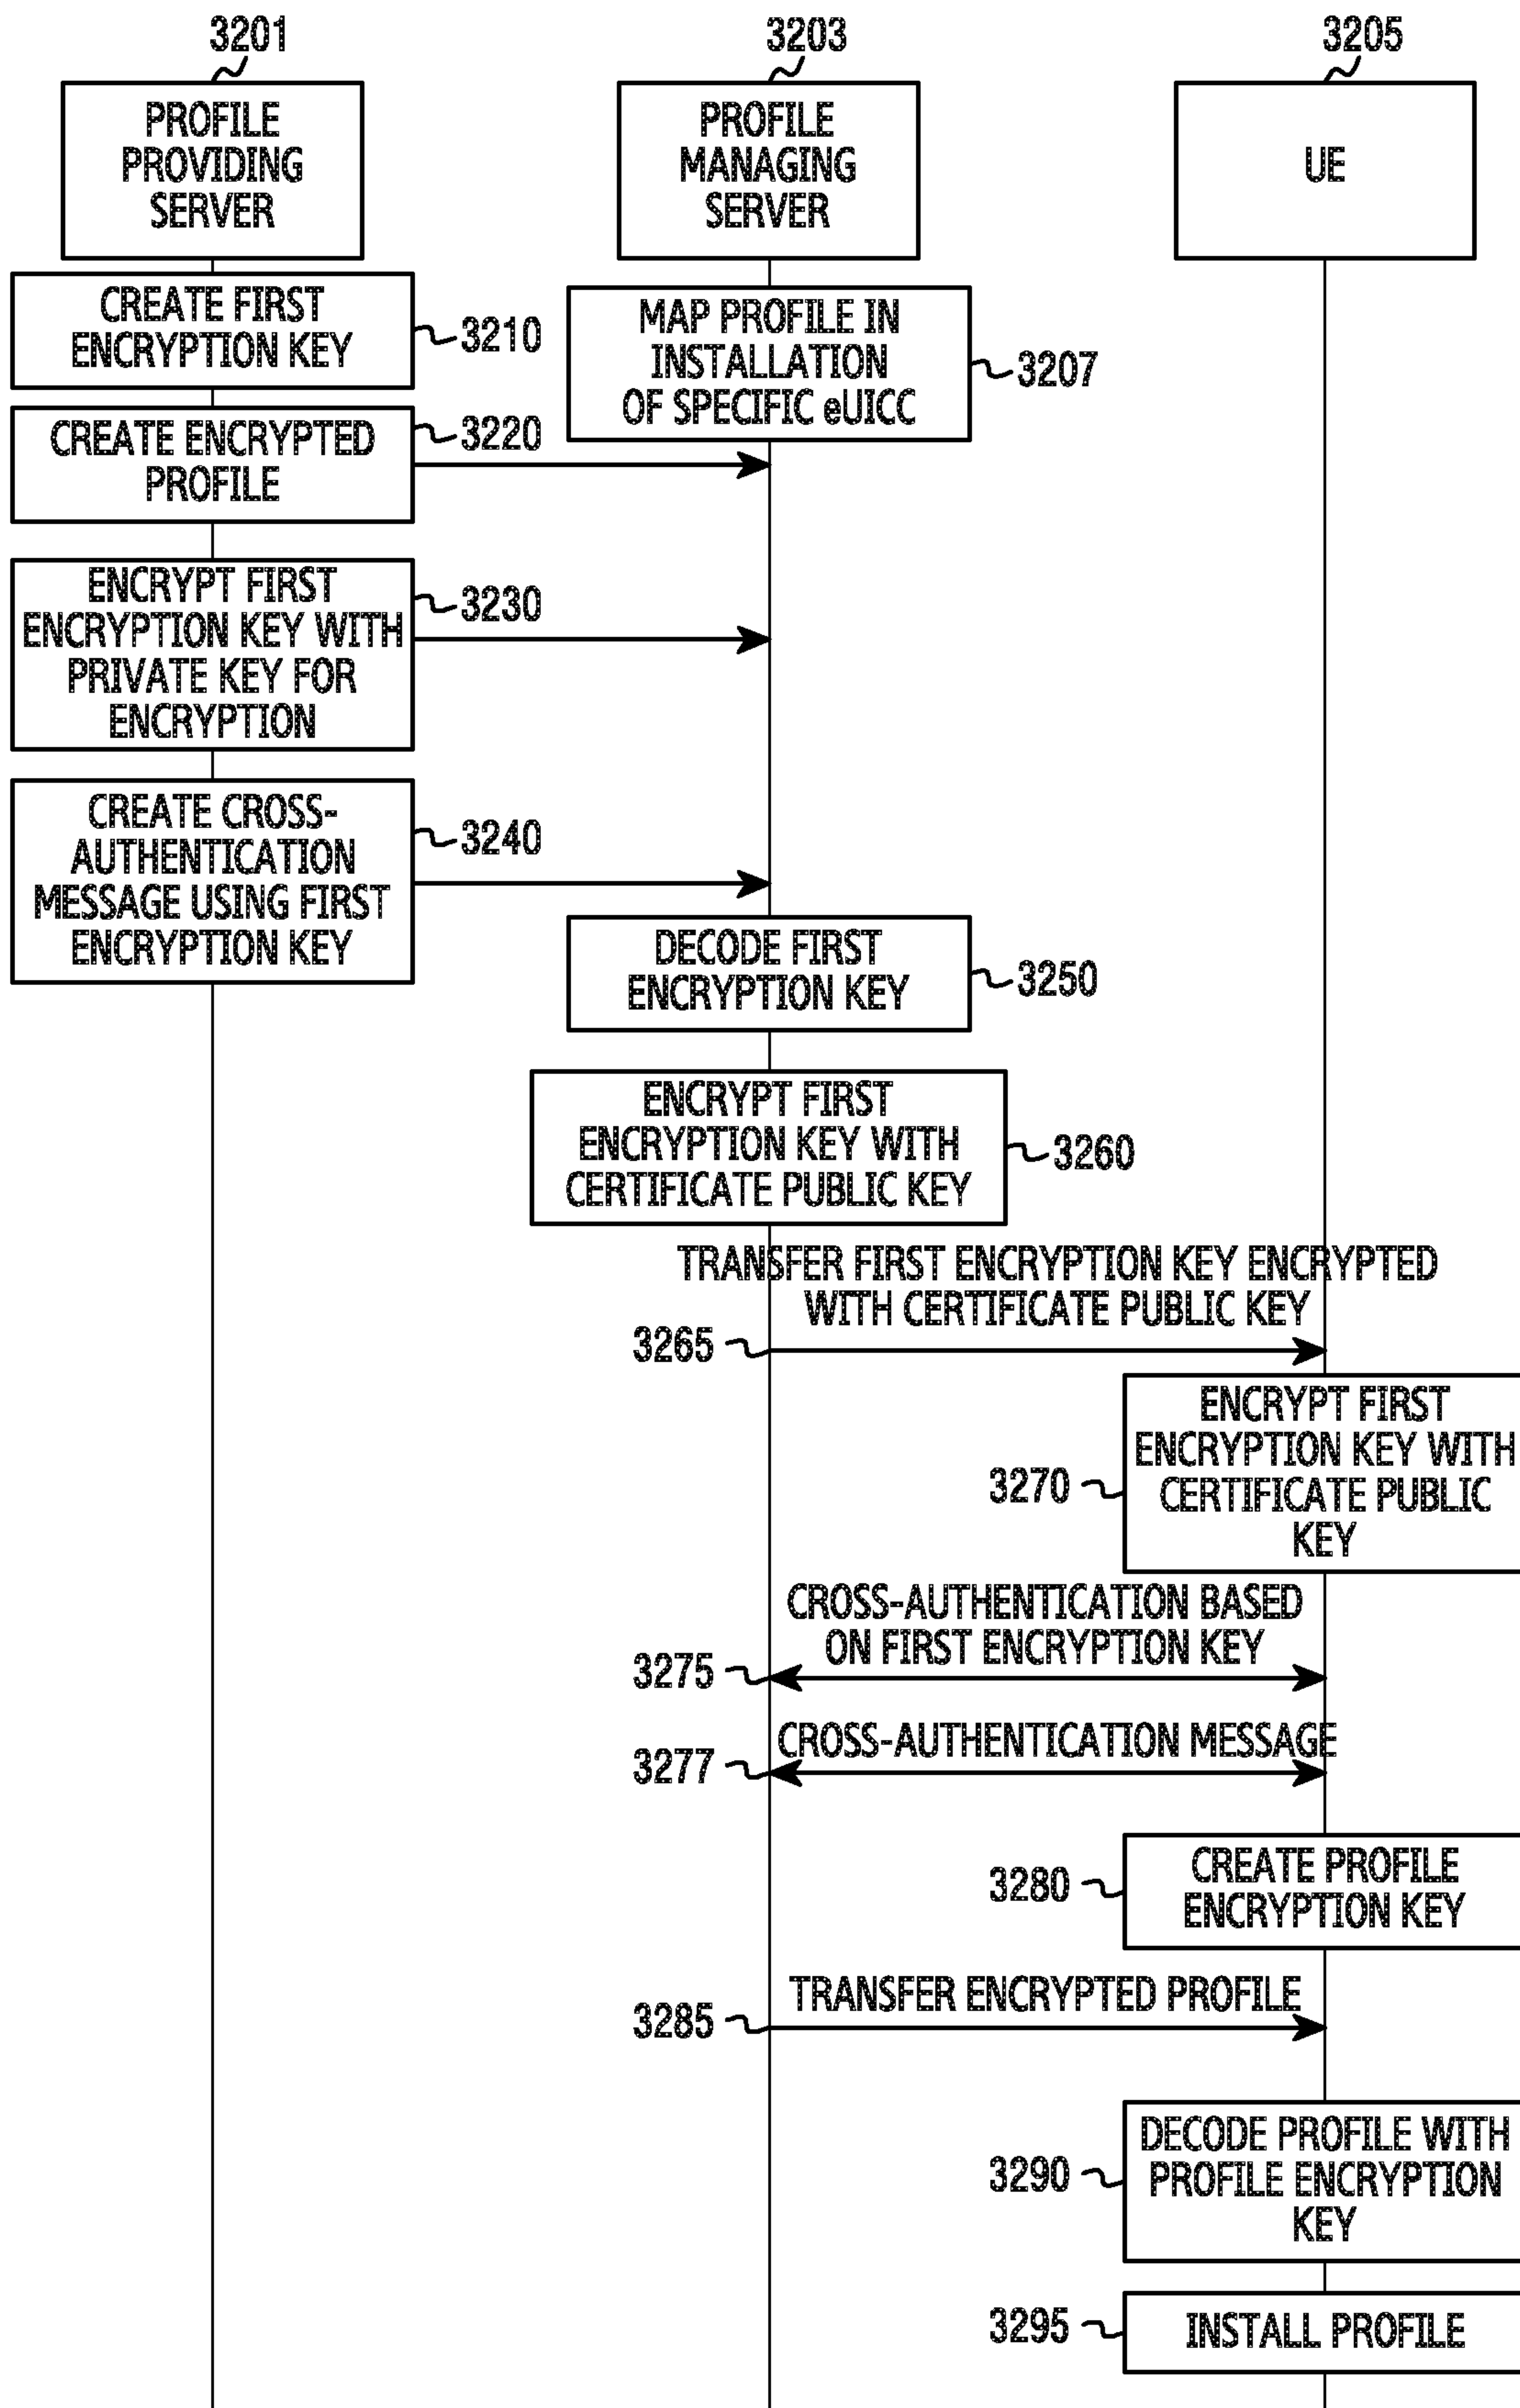 3201
3203
3205
PROFILE
PROVIDING
SERVER
PROFILE
MANAGING
SERVER
UE
CREATE FIRST
ENCRYPTION KEY
3210
MAP PROFILE IN
INSTALLATION
OF SPECIFIC eUICC
3207
CREATE ENCRYPTED
PROFILE
3220
ENCRYPT FIRST
ENCRYPTION KEY WITH
PRIVATE KEY FOR
ENCRYPTION
3230
CREATE CROSS-
AUTHENTICATION
MESSAGE USING FIRST
ENCRYPTION KEY
3240
DECODE FIRST
ENCRYPTION KEY
3250
ENCRYPT FIRST
ENCRYPTION KEY WITH
CERTIFICATE PUBLIC KEY
3260
TRANSFER FIRST ENCRYPTION KEY ENCRYPTED
WITH CERTIFICATE PUBLIC KEY
3265
ENCRYPT FIRST
ENCRYPTION KEY WITH
CERTIFICATE PUBLIC
KEY
3270
CROSS-AUTHENTICATION BASED
ON FIRST ENCRYPTION KEY
3275
CROSS-AUTHENTICATION MESSAGE
3277
CREATE PROFILE
ENCRYPTION KEY
3280
TRANSFER ENCRYPTED PROFILE
3285
DECODE PROFILE WITH
PROFILE ENCRYPTION
KEY
3290
INSTALL PROFILE
3295